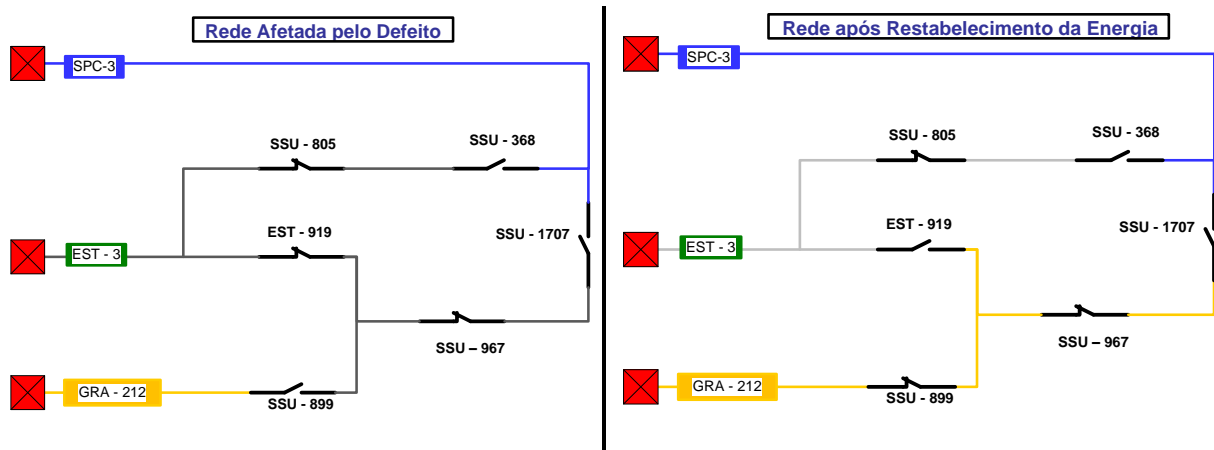 Rede Afetada pelo Defeito
SPC-3
SSU - 805
SSU - 368
EST - 919
SSU - 1707
EST - 3
SSU – 967
GRA - 212
SSU - 899
Rede após Restabelecimento da Energia
SPC-3
SSU - 805
SSU - 368
EST - 919
SSU - 1707
EST - 3
SSU – 967
GRA - 212
SSU - 899